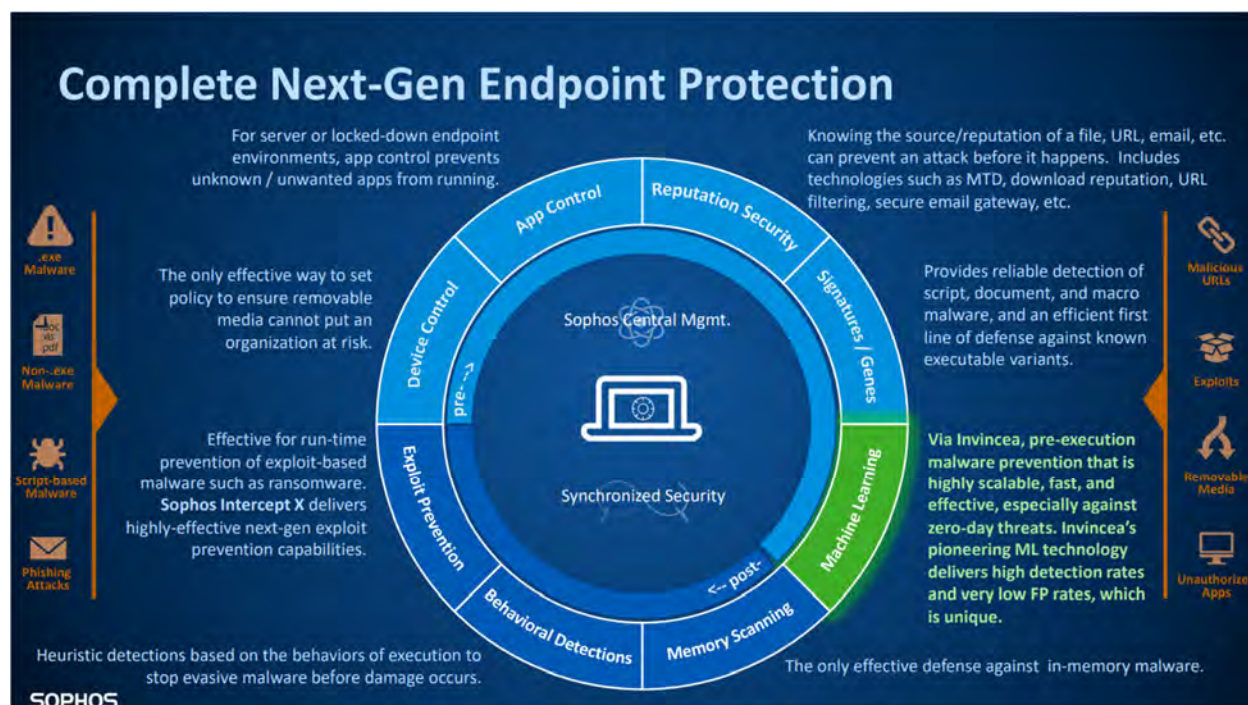 Complete Next-Gen Endpoint Protection
For server or locked-down endpoint
environments, app control prevents
unknown / unwanted apps from running.
Knowing the source/reputation of a file, URL, email, etc.
can prevent an attack before it happens. Includes
technologies such as MTD, download reputation, URL
filtering, secure email gateway, etc.
App Control
Reputation Security
Device Control
Signatures / Genes
Exploit Prevention
Machine Learning
Behavioral Detections
Memory Scanning
pre- -->
<-- post-
Sophos Central Mgmt.
Synchronized Security
.exe
Malware
.doc
.xls
.pdf
Non-.exe
Malware
Script-based
Malware
Phishing
Attacks
The only effective way to set
policy to ensure removable
media cannot put an
organization at risk.
Effective for run-time
prevention of exploit-based
malware such as ransomware.
Sophos Intercept X delivers
highly-effective next-gen exploit
prevention capabilities.
Heuristic detections based on the behaviors of execution to
stop evasive malware before damage occurs.
Provides reliable detection of
script, document, and macro
malware, and an efficient first
line of defense against known
executable variants.
Via Invincea, pre-execution
malware prevention that is
highly scalable, fast, and
effective, especially against
zero-day threats. Invincea's
pioneering ML technology
delivers high detection rates
and very low FP rates, which
is unique.
The only effective defense against in-memory malware.
Malicious
URLs
Exploits
Removable
Media
Unauthorize
Apps
SOPHOS